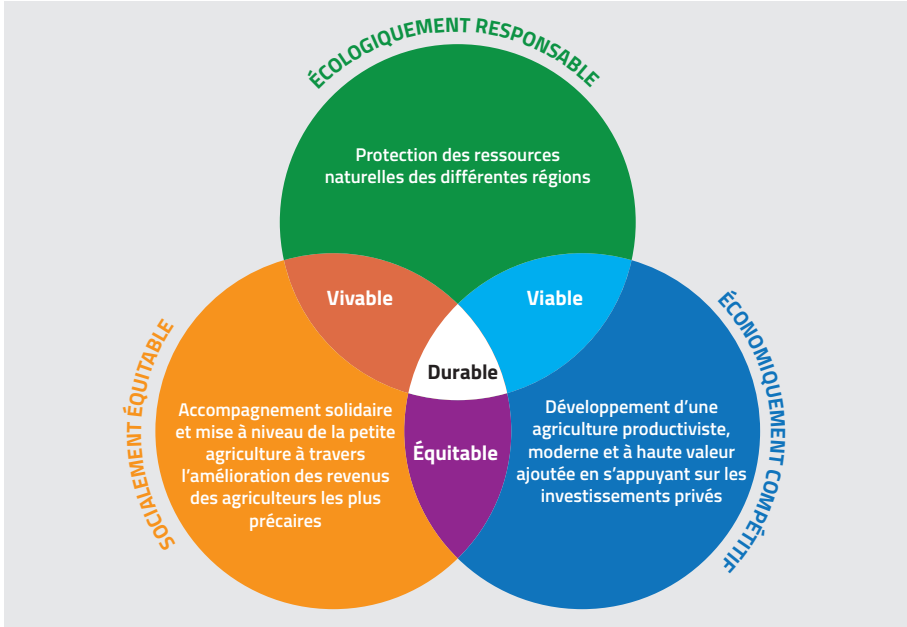 ÉCOLOGIQUEMENT RESPONSABLE
Protection des ressources
naturelles des différentes régions
Vivable
Viable
Durable
Équitable
SOCIALEMENT ÉQUITABLE
Accompagnement solidaire
et mise à niveau de la petite
agriculture à travers
l'amélioration des revenus
des agriculteurs les plus
précaires
ÉCONOMIQUEMENT COMPÉTITIF
Développement d'une
agriculture productiviste,
moderne et à haute valeur
ajoutée en s'appuyant sur les
investissements privés